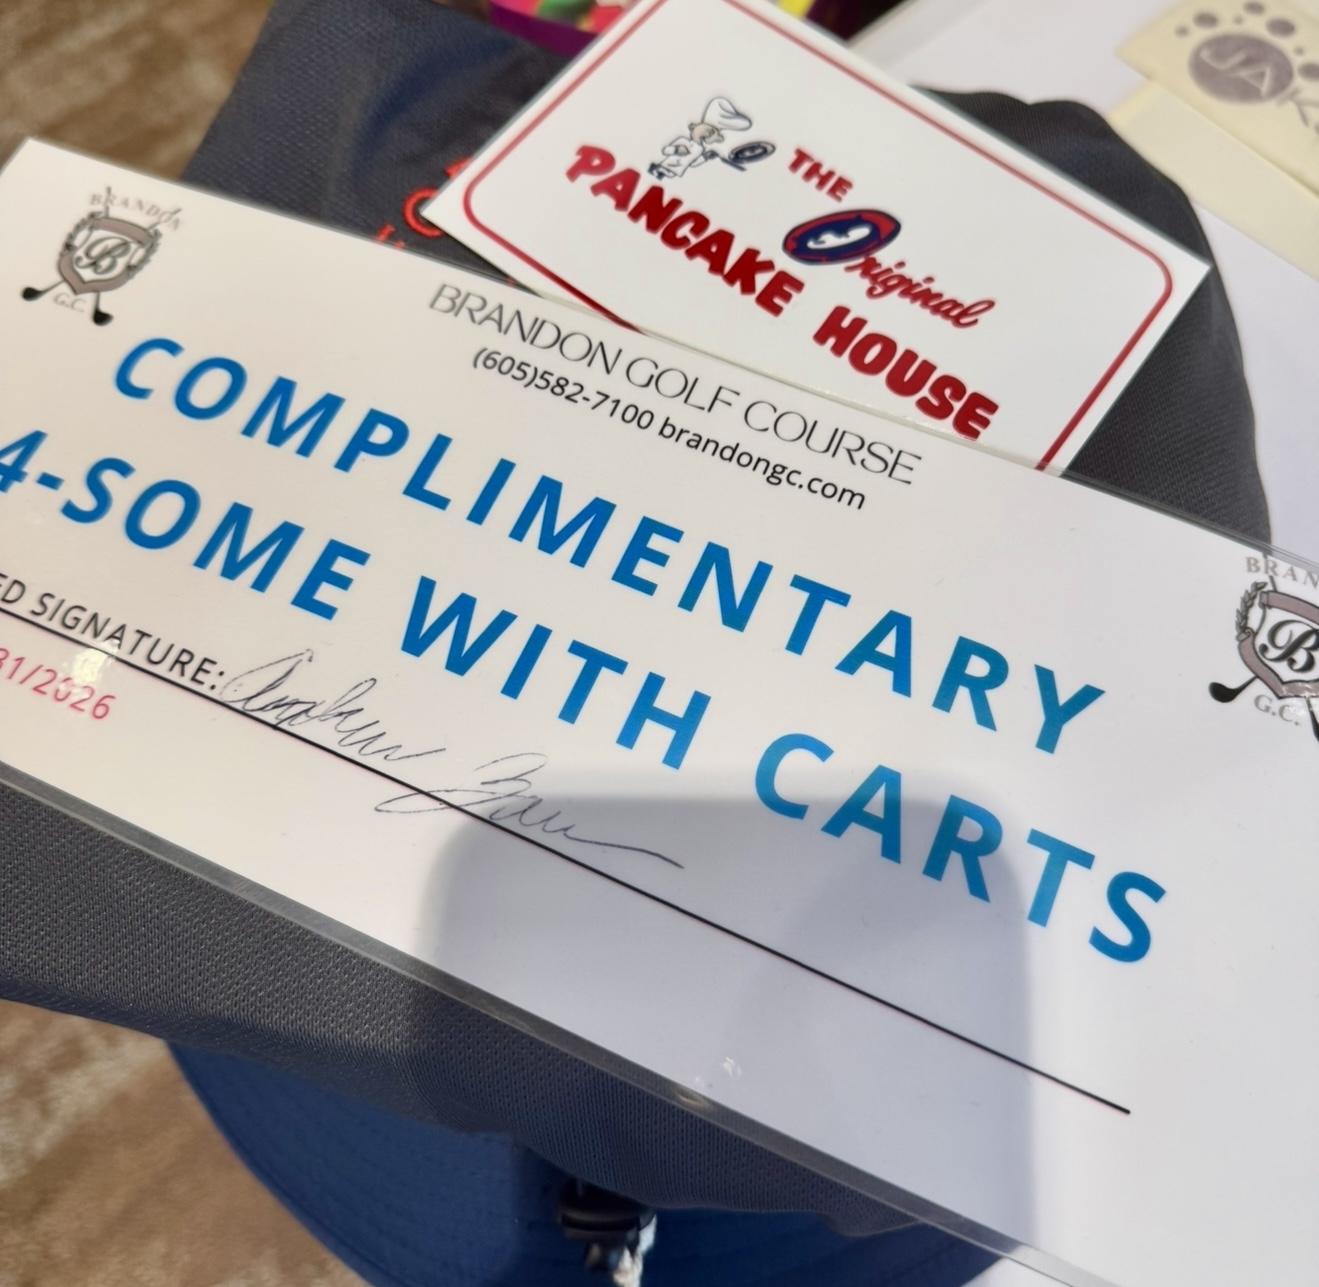 THE
Original
PANCAKE HOUSE
BRANDON
B
G.C.
BRANDON GOLF COURSE
(605)582-7100 brandongc.com
COMPLIMENTARY
4-SOME WITH CARTS
ED SIGNATURE:
31/2026
BRAN
B
G.C.
JAK